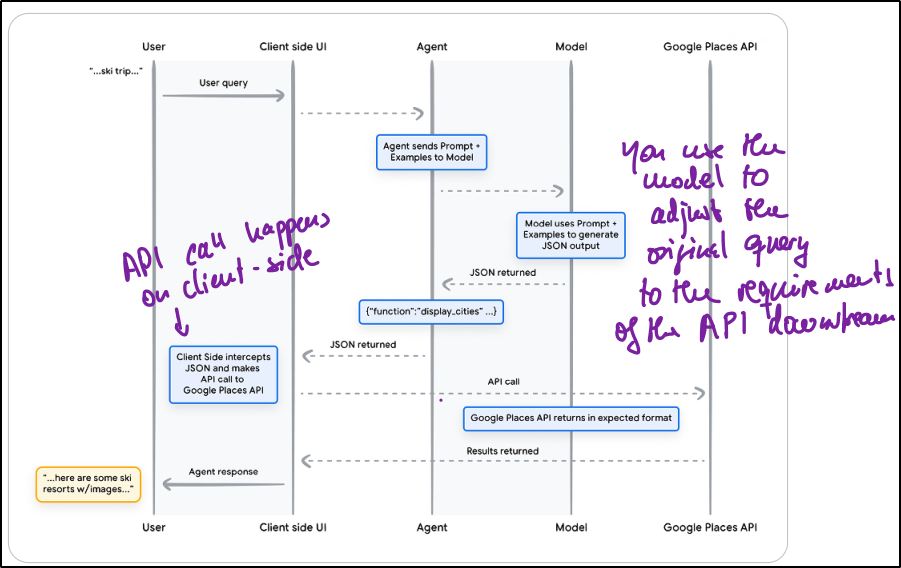 User
Client side UI
Agent
Model
Google Places API
"...ski trip..."
User query
Agent sends Prompt +
Examples to Model
You use the
model to
adjust the
original query
to the requirements
of the API downstream
Model uses Prompt +
Examples to generate
JSON output
API call happens
on client-side
JSON returned
{"function":"display_cities" ...}
JSON returned
Client Side intercepts
JSON and makes
API call to
Google Places API
API call
Google Places API returns in expected format
Results returned
Agent response
"...here are some ski
resorts w/images..."
User
Client side UI
Agent
Model
Google Places API